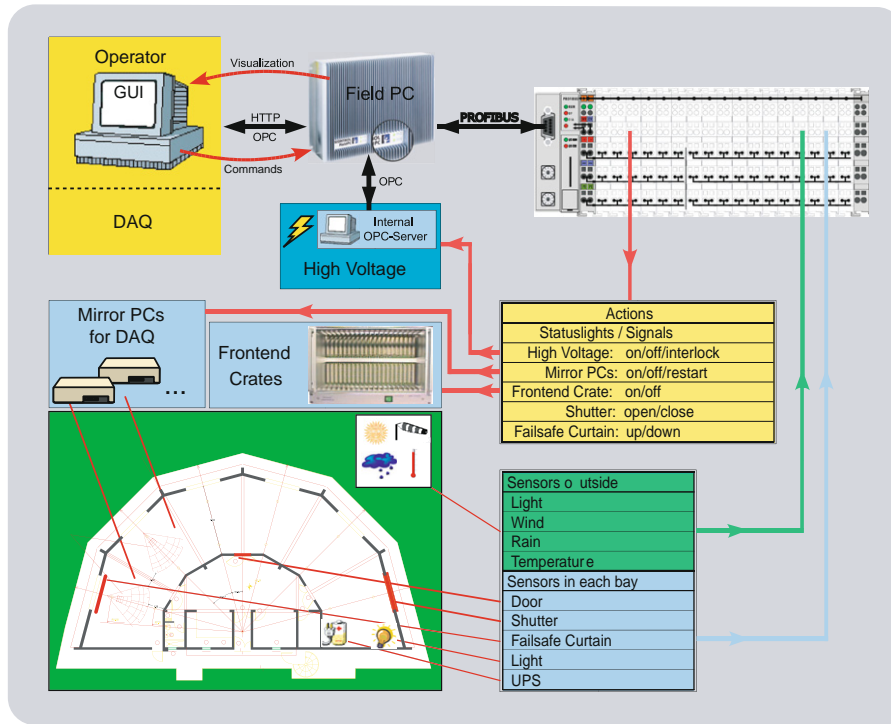 Operator
GUI
DAQ
Visualization
HTTP
OPC
Commands
Field PC
PROFIBUS
OPC
Internal
OPC-Server
High Voltage
Mirror PCs
for DAQ
...
Frontend
Crates
Actions
Statuslights / Signals
High Voltage: on/off/interlock
Mirror PCs: on/off/restart
Frontend Crate: on/off
Shutter: open/close
Failsafe Curtain: up/down
Sensors o utside
Light
Wind
Rain
Temperature
Sensors in each bay
Door
Shutter
Failsafe Curtain
Light
UPS